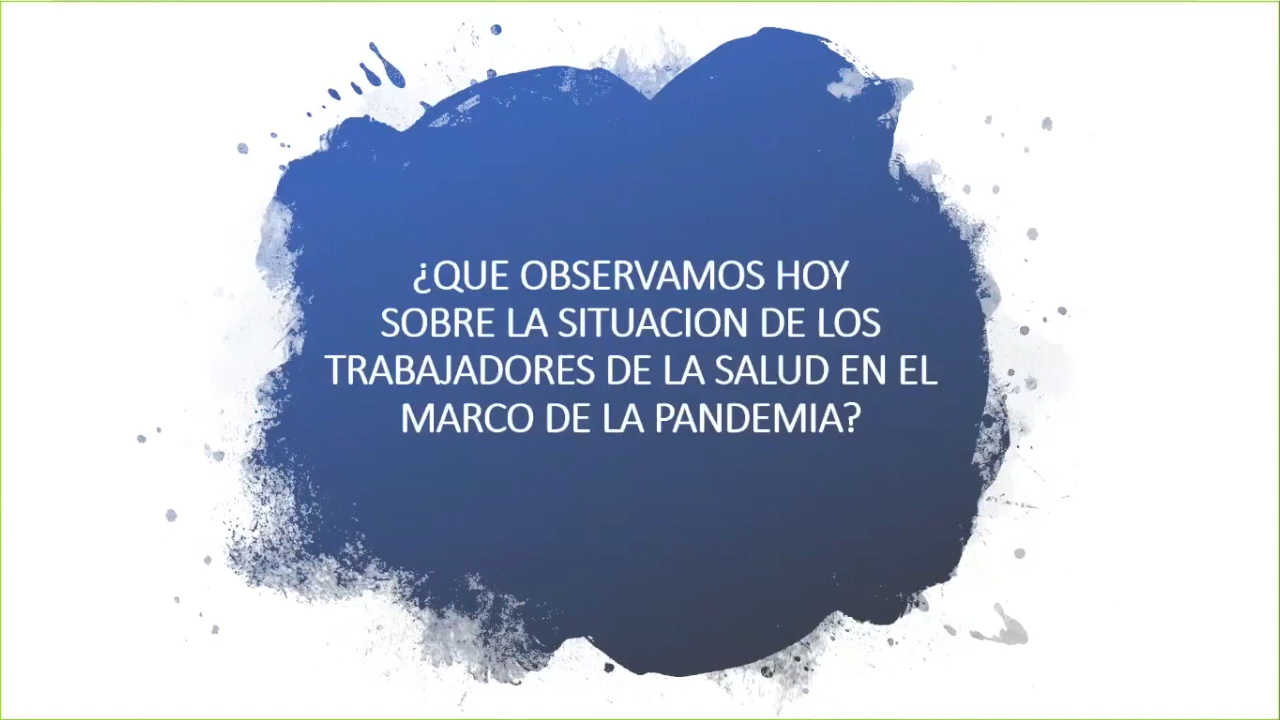 ¿QUE OBSERVAMOS HOY
SOBRE LA SITUACION DE LOS
TRABAJADORES DE LA SALUD EN EL
MARCO DE LA PANDEMIA?